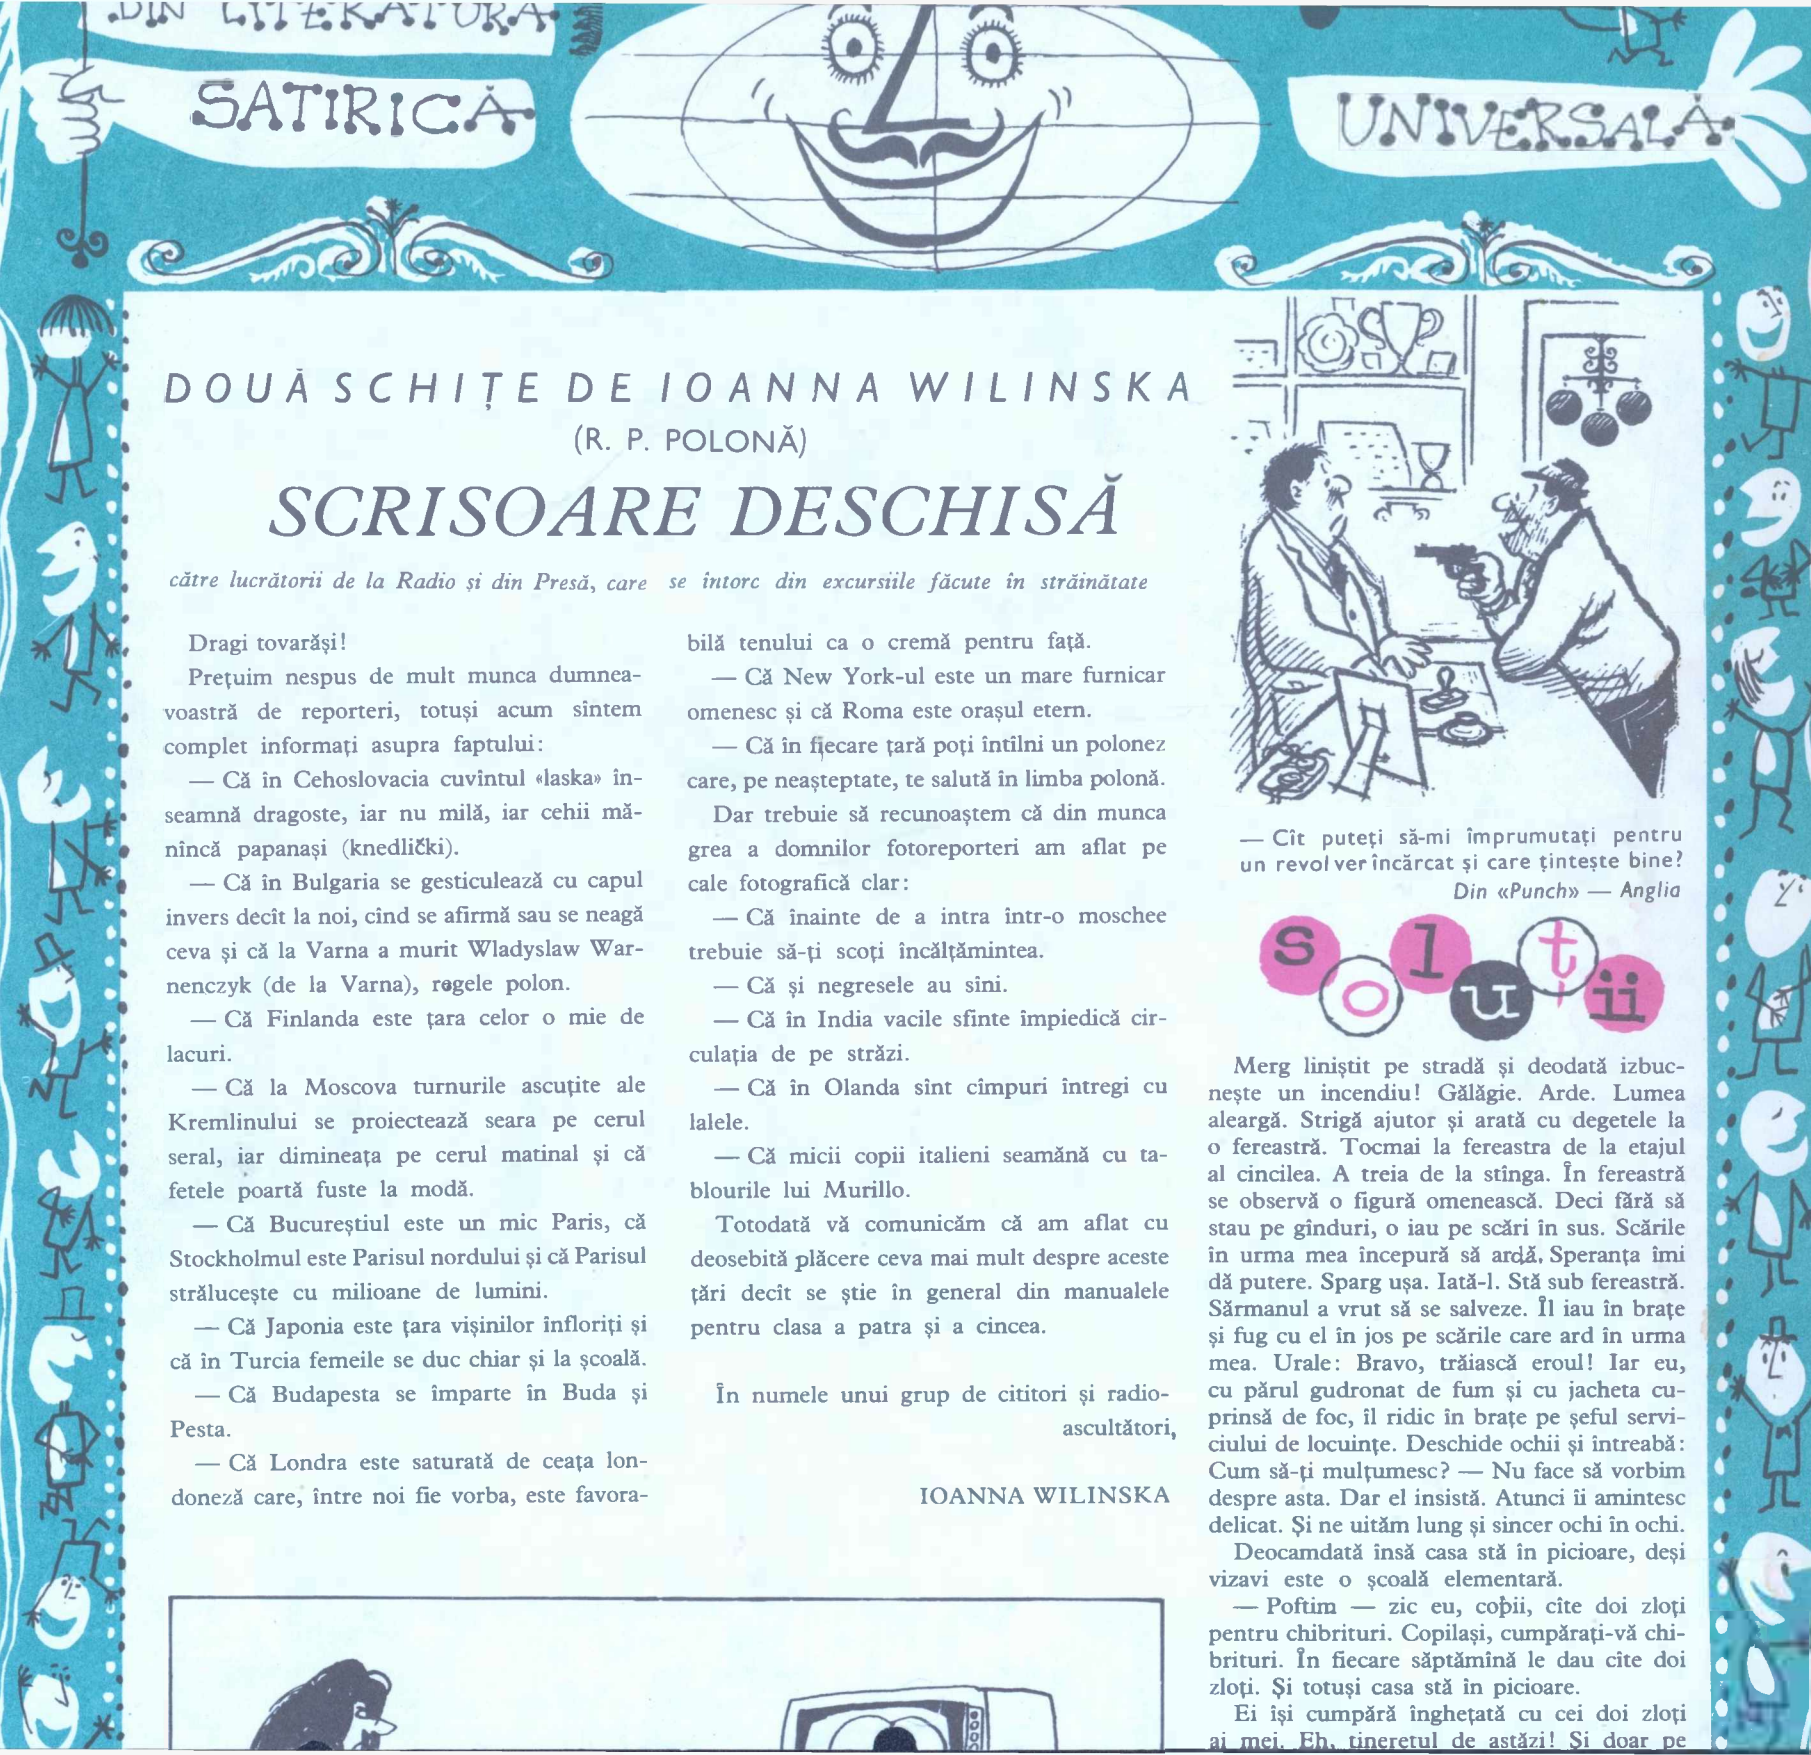 DIN LITERATURA
SATIRICĂ
UNIVERSALĂ
DOUĂ SCHIȚE DE IOANNA WILINSKA
(R. P. POLONĂ)
SCRISOARE DESCHISĂ
către lucrătorii de la Radio și din Presă, care se întorc din excursiile făcute în străinătate
Dragi tovarăși!
Prețuim nespus de mult munca dumnea-
voastră de reporteri, totuși acum sîntem
complet informați asupra faptului:
— Că în Cehoslovacia cuvîntul «laska» în-
seamnă dragoste, iar nu milă, iar cehii mă-
nîncă papanași (knedlički).
— Că în Bulgaria se gesticulează cu capul
invers decît la noi, cînd se afirmă sau se neagă
ceva și că la Varna a murit Wladyslaw War-
nenczyk (de la Varna), regele polon.
— Că Finlanda este țara celor o mie de
lacuri.
— Că la Moscova turnurile ascuțite ale
Kremlinului se proiectează seara pe cerul
seral, iar dimineața pe cerul matinal și că
fetele poartă fuste la modă.
— Că Bucureștiul este un mic Paris, că
Stockholmul este Parisul nordului și că Parisul
strălucește cu milioane de lumini.
— Că Japonia este țara vișinilor înfloriți și
că în Turcia femeile se duc chiar și la școală.
— Că Budapesta se împarte în Buda și
Pesta.
— Că Londra este saturată de ceața lon-
doneză care, între noi fie vorba, este favora-
bilă tenului ca o cremă pentru față.
— Că New York-ul este un mare furnicar
omenesc și că Roma este orașul etern.
— Că în fiecare țară poți întîlni un polonez
care, pe neașteptate, te salută în limba polonă.
Dar trebuie să recunoaștem că din munca
grea a domnilor fotoreporteri am aflat pe
cale fotografică clar:
— Că înainte de a intra într-o moschee
trebuie să-ți scoți încălțămintea.
— Că și negresele au sîni.
— Că în India vacile sfinte împiedică cir-
culația de pe străzi.
— Că în Olanda sînt cîmpuri întregi cu
lalele.
— Că micii copii italieni seamănă cu ta-
blourile lui Murillo.
Totodată vă comunicăm că am aflat cu
deosebită plăcere ceva mai mult despre aceste
țări decît se știe în general din manualele
pentru clasa a patra și a cincea.
În numele unui grup de cititori și radio-
ascultători,
IOANNA WILINSKA
— Cît puteți să-mi împrumutați pentru
un revolver încărcat și care țintește bine?
Din «Punch» — Anglia
soluții
Merg liniștit pe stradă și deodată izbuc-
nește un incendiu! Gălăgie. Arde. Lumea
aleargă. Strigă ajutor și arată cu degetele la
o fereastră. Tocmai la fereastra de la etajul
al cincilea. A treia de la stînga. În fereastră
se observă o figură omenească. Deci fără să
stau pe gînduri, o iau pe scări în sus. Scările
în urma mea începură să ardă. Speranța îmi
dă putere. Sparg ușa. Iată-l. Stă sub fereastră.
Sărmanul a vrut să se salveze. Îl iau în brațe
și fug cu el în jos pe scările care ard în urma
mea. Urale: Bravo, trăiască eroul! Iar eu,
cu părul gudronat de fum și cu jacheta cu-
prinsă de foc, îl ridic în brațe pe șeful servi-
ciului de locuințe. Deschide ochii și întreabă:
Cum să-ți mulțumesc? — Nu face să vorbim
despre asta. Dar el insistă. Atunci îi amintesc
delicat. Și ne uităm lung și sincer ochi în ochi.
Deocamdată însă casa stă în picioare, deși
vizavi este o școală elementară.
— Poftim — zic eu, copii, cîte doi zloți
pentru chibrituri. Copilași, cumpărați-vă chi-
brituri. În fiecare săptămînă le dau cîte doi
zloți. Și totuși casa stă în picioare.
Ei își cumpără înghețată cu cei doi zloți
ai mei. Eh, tineretul de astăzi! Și doar pe